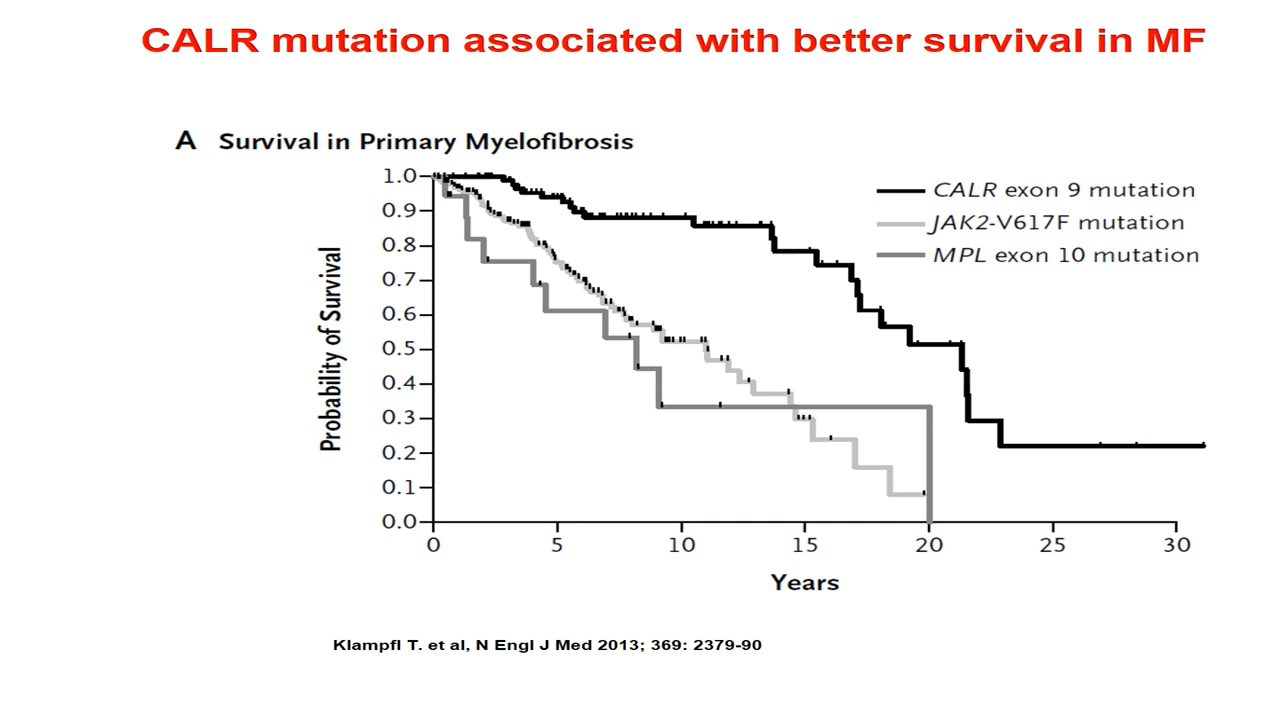 CALR mutation associated with better survival in MF
A Survival in Primary Myelofibrosis
Probability of Survival
1.0
0.9
0.8
0.7
0.6
0.5
0.4
0.3
0.2
0.1
0.0
CALR exon 9 mutation
JAK2-V617F mutation
MPL exon 10 mutation
0 5 10 15 20 25 30
Years
Klampfl T. et al, N Engl J Med 2013; 369: 2379-90